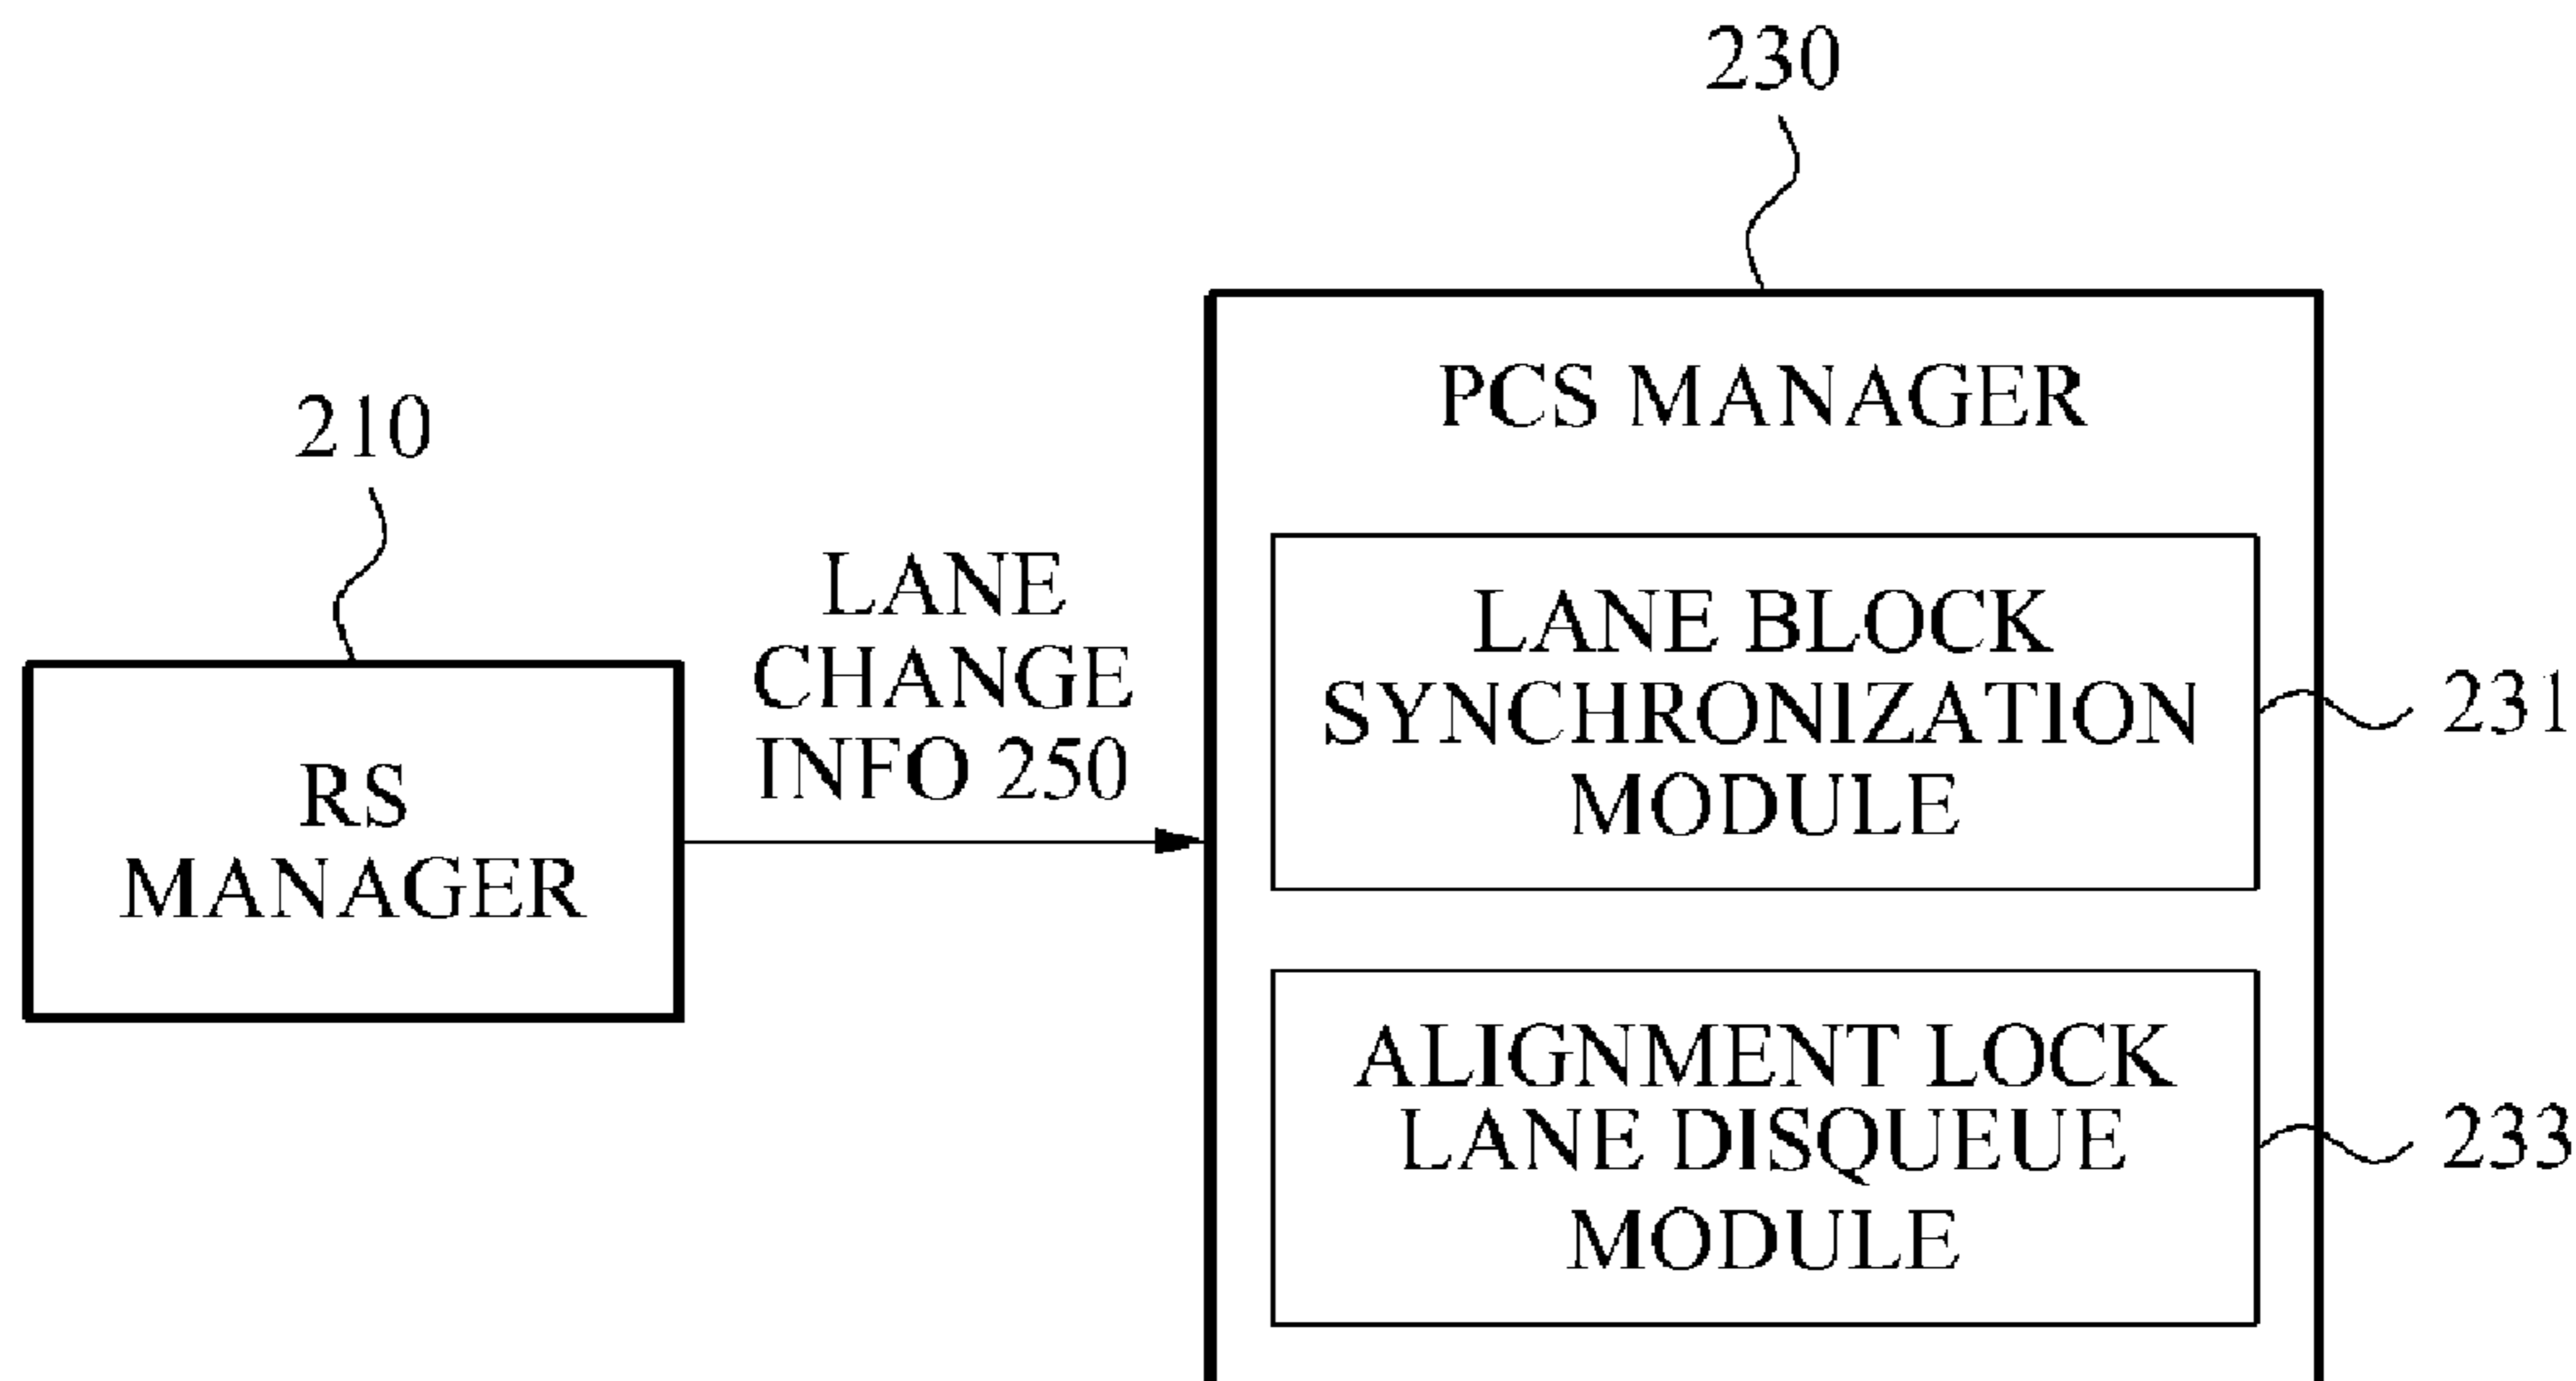 230
PCS MANAGER
210
LANE
CHANGE
INFO 250
RS
MANAGER
LANE BLOCK
SYNCHRONIZATION
MODULE
231
ALIGNMENT LOCK
LANE DISQUEUE
MODULE
233